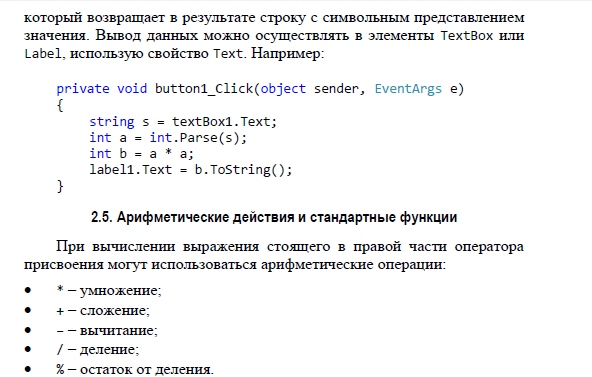 который возвращает в результате строку с символьным представлением
значения. Вывод данных можно осуществлять в элементы TextBox или
Label, использую свойство Text. Например:
private void button1_Click(object sender, EventArgs e)
{
    string s = textBox1.Text;
    int a = int.Parse(s);
    int b = a * a;
    label1.Text = b.ToString();
}
2.5. Арифметические действия и стандартные функции
При вычислении выражения стоящего в правой части оператора
присвоения могут использоваться арифметические операции:
• * – умножение;
• + – сложение;
• – – вычитание;
• / – деление;
• % – остаток от деления.